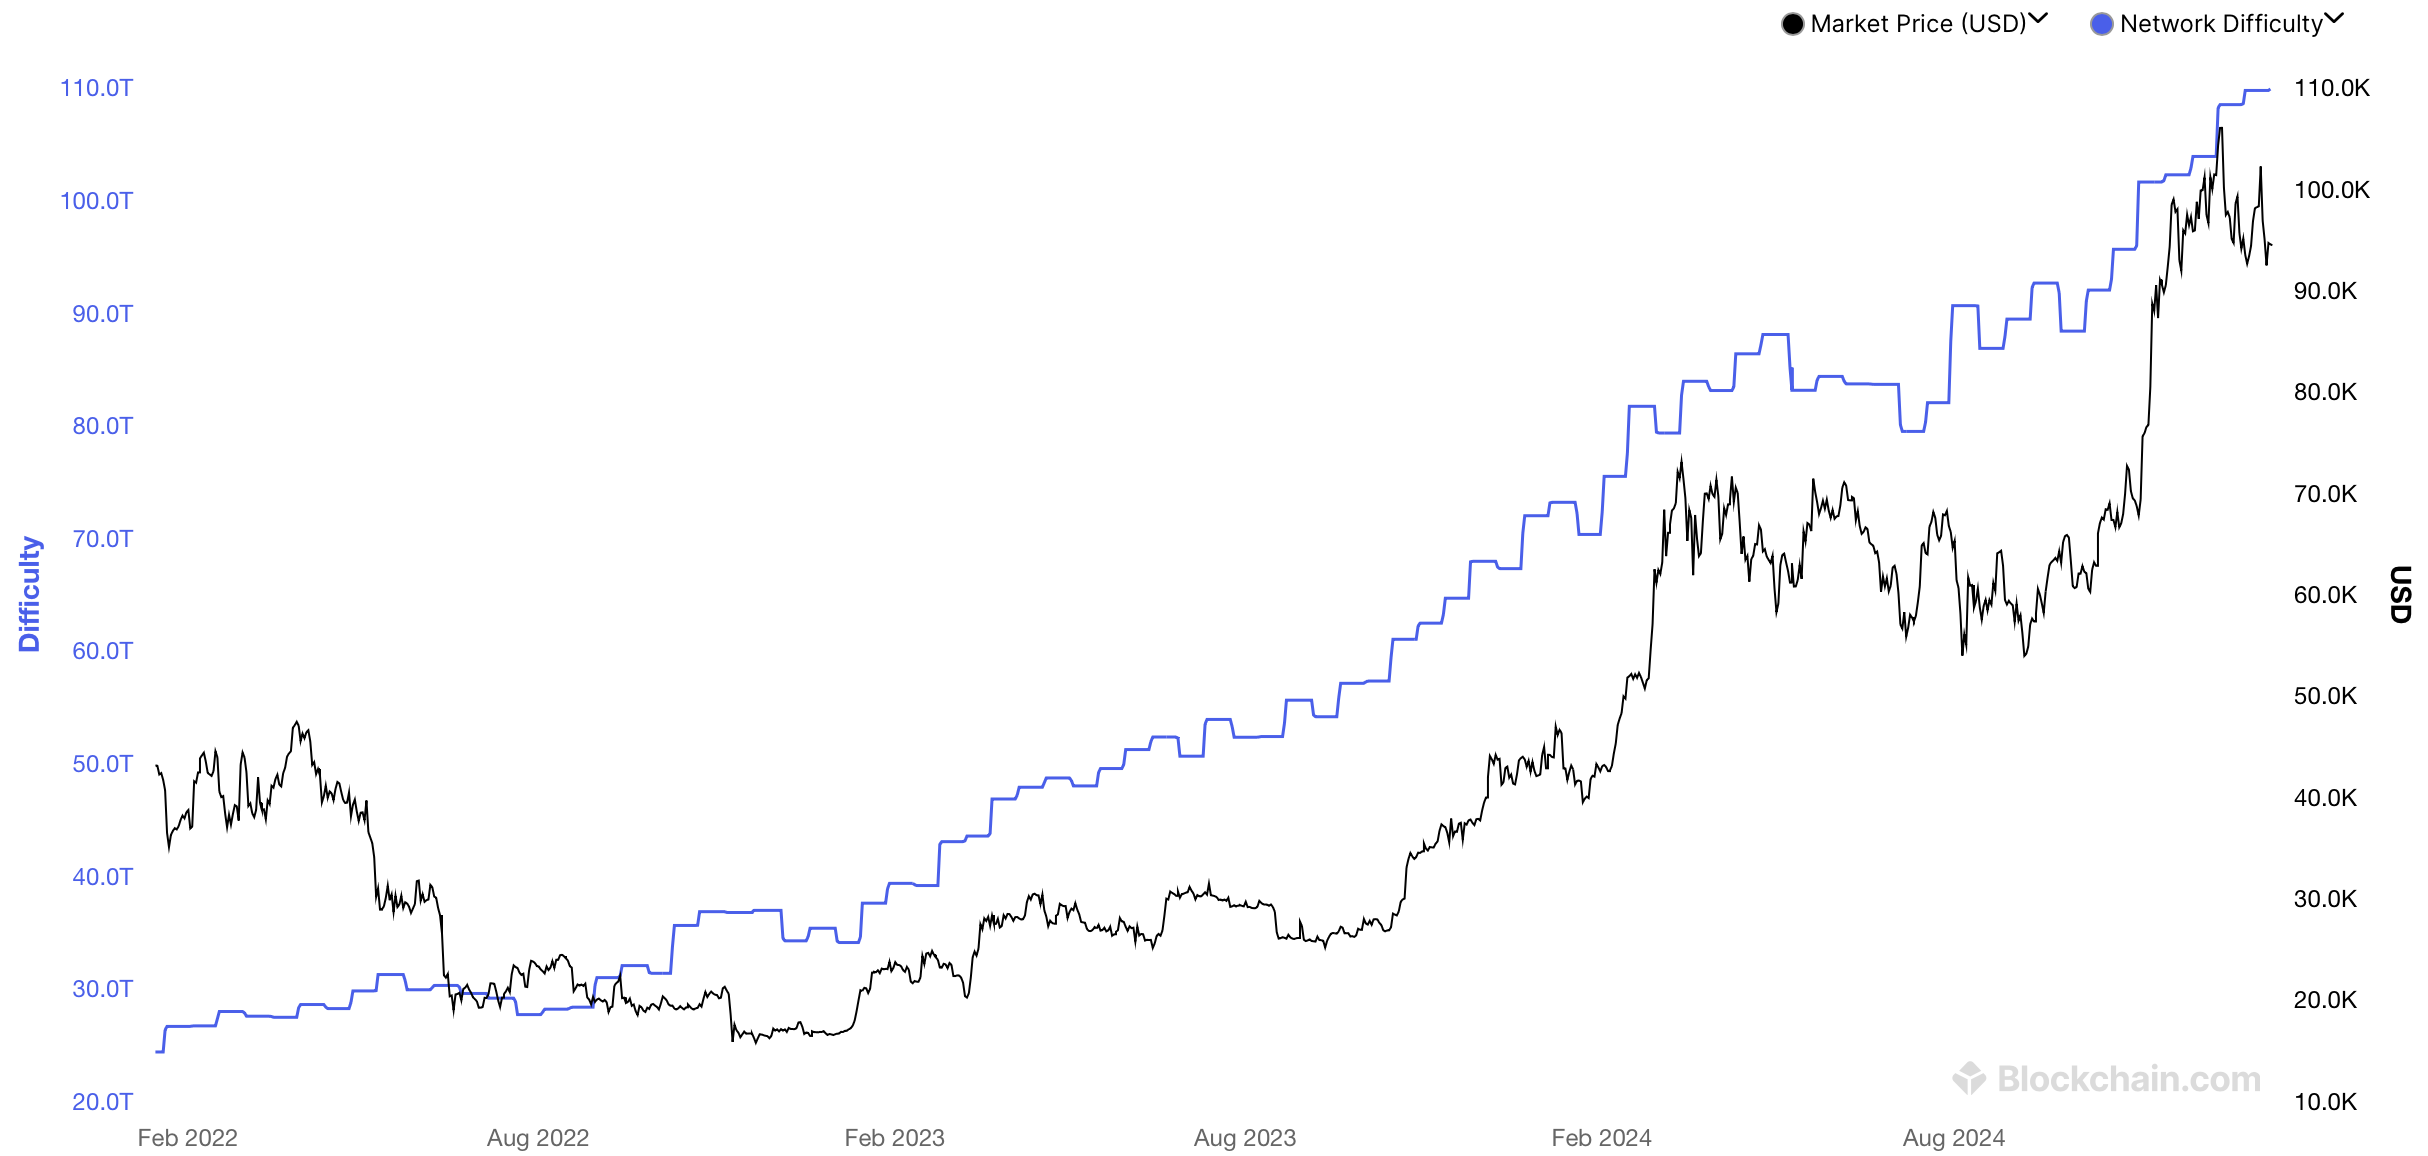 Market Price (USD) Network Difficulty
110.0T 110.0K
100.0T 100.0K
90.0T 90.0K
80.0T 80.0K
70.0T 70.0K
60.0T 60.0K
50.0T 50.0K
40.0T 40.0K
30.0T 30.0K
20.0T 20.0K
10.0K
Difficulty
USD
Blockchain.com
Feb 2022 Aug 2022 Feb 2023 Aug 2023 Feb 2024 Aug 2024